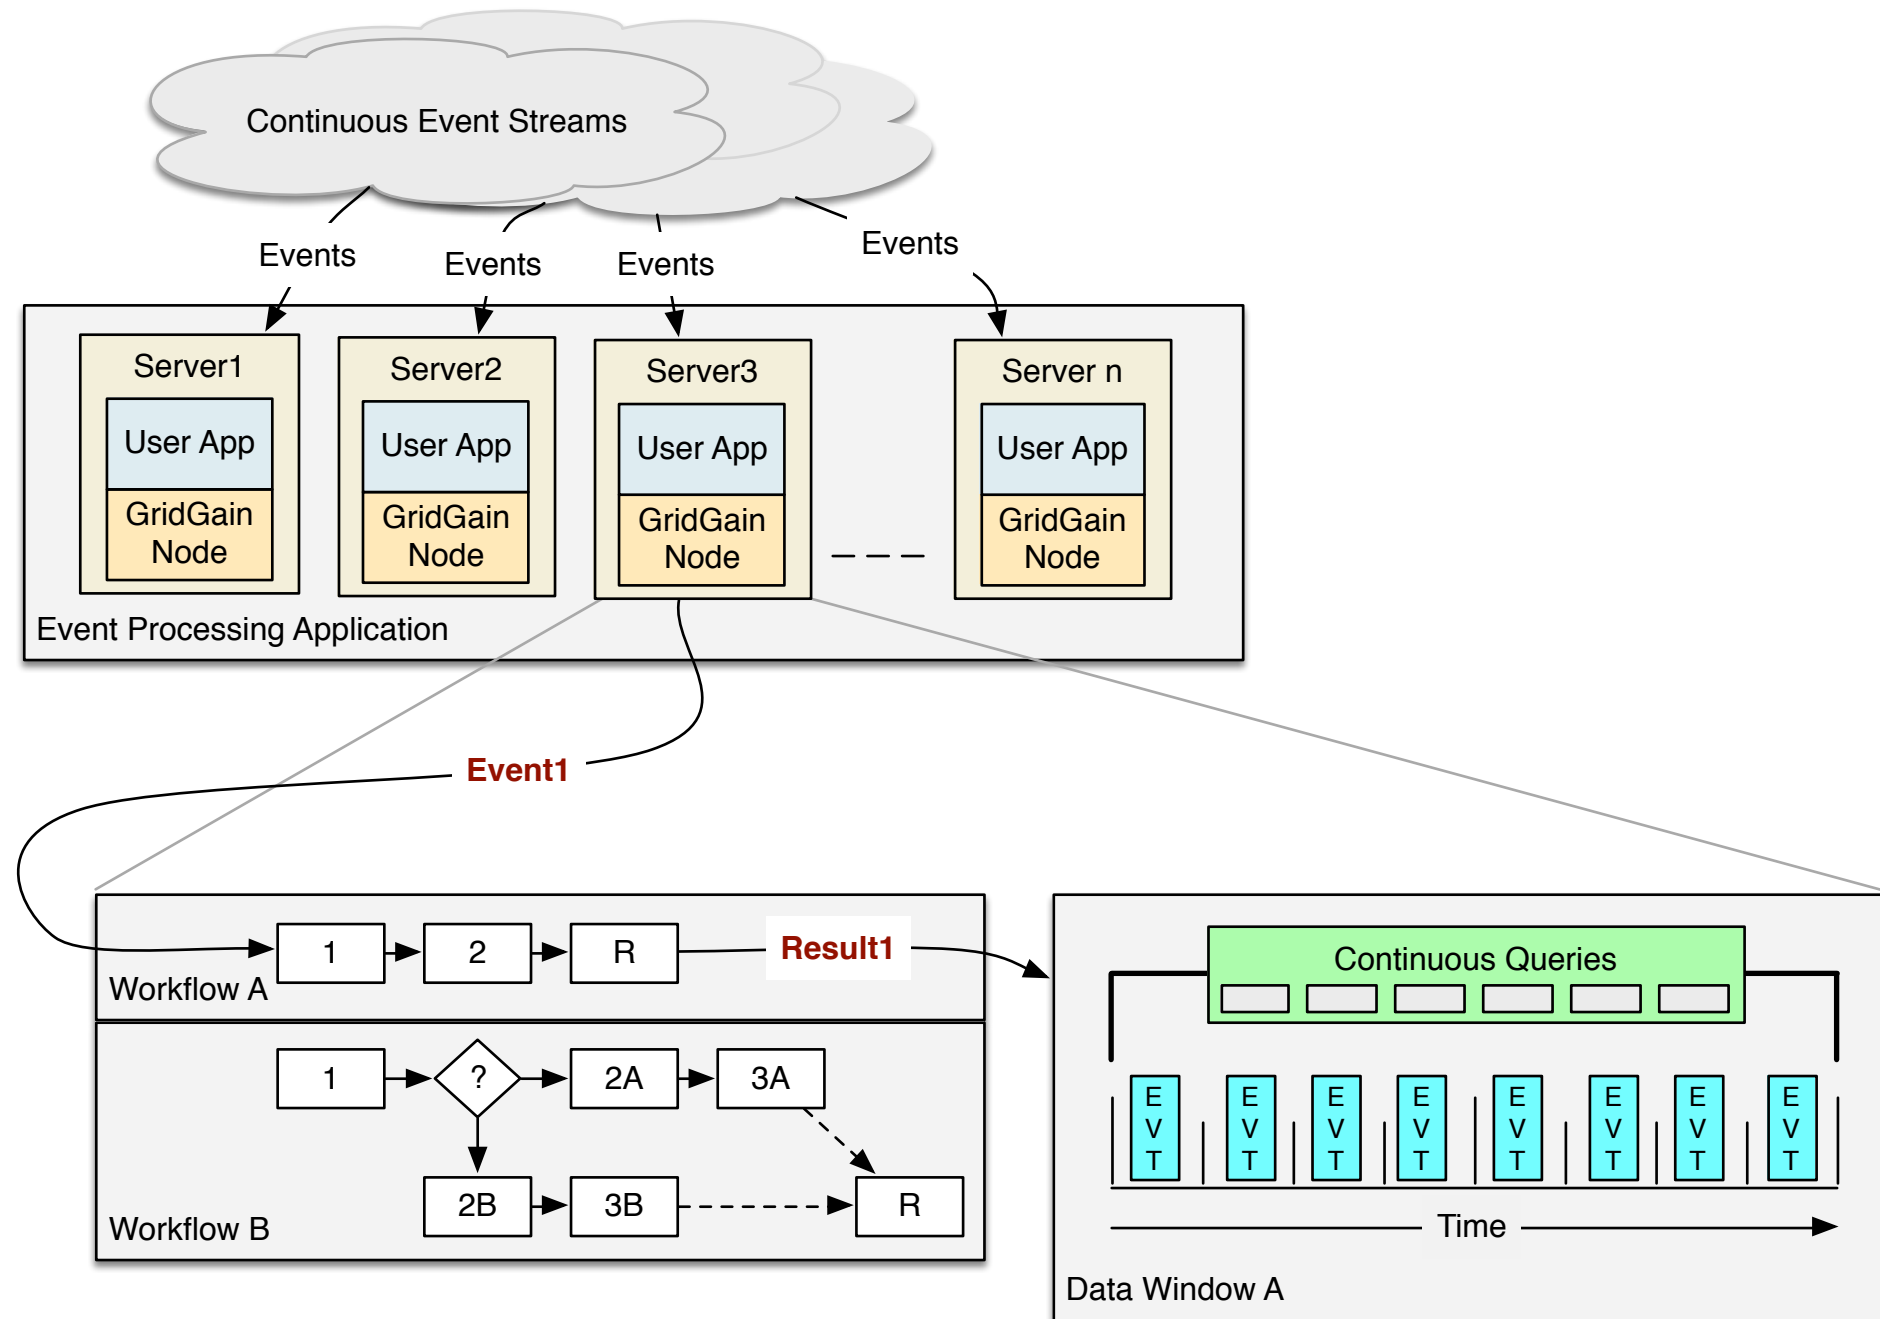 Continuous Event Streams
Events
Events
Events
Events
Server1
User App
GridGain
Node
Server2
User App
GridGain
Node
Server3
User App
GridGain
Node
Server n
User App
GridGain
Node
Event Processing Application
Event1
1
2
R
Result1
Workflow A
1
?
2A
3A
2B
3B
R
Workflow B
Continuous Queries
E
V
T
E
V
T
E
V
T
E
V
T
E
V
T
E
V
T
E
V
T
E
V
T
Time
Data Window A